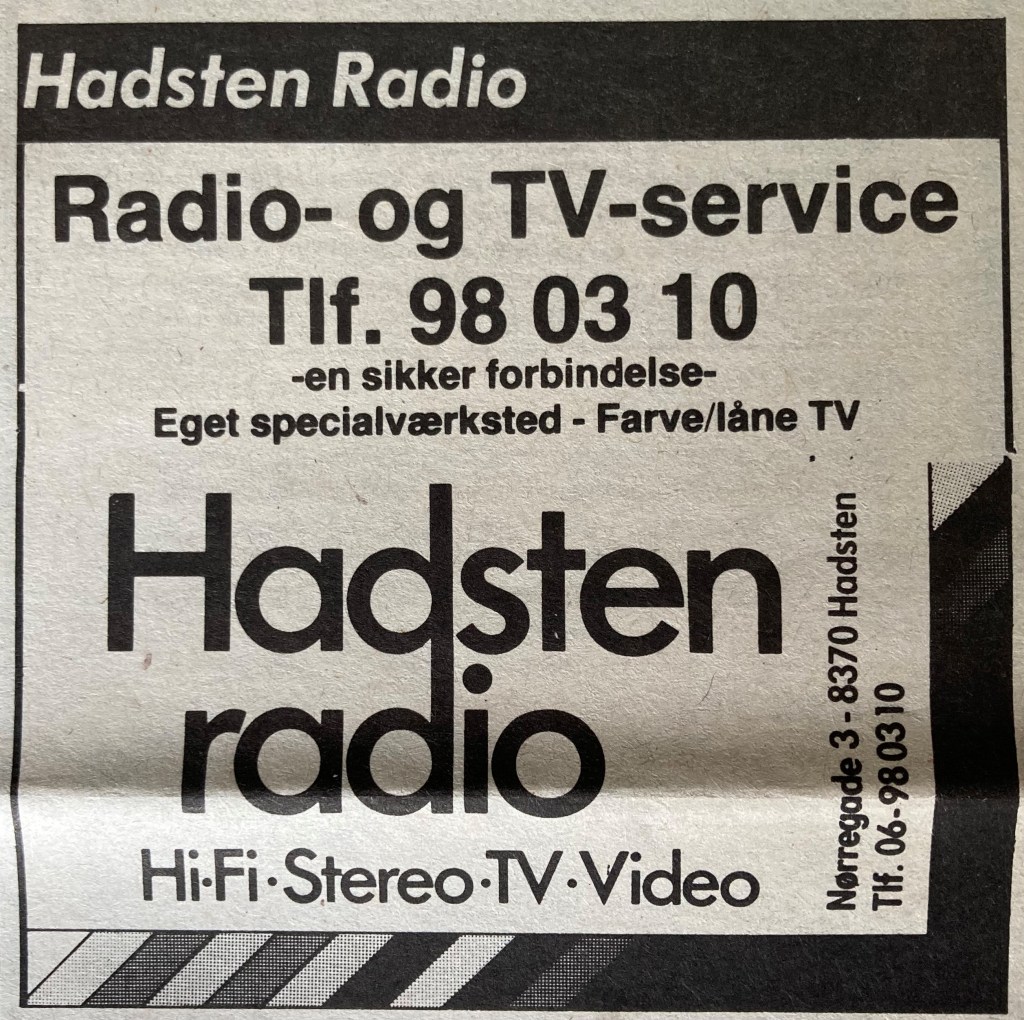 Hadsten Radio
Radio- og TV-service
Tlf. 98 03 10
-en sikker forbindelse-
Eget specialværksted - Farve/låne TV
Hadsten
radio
Hi-Fi·Stereo·TV·Video
Nørregade 3 - 8370 Hadsten
Tlf. 06-98 03 10